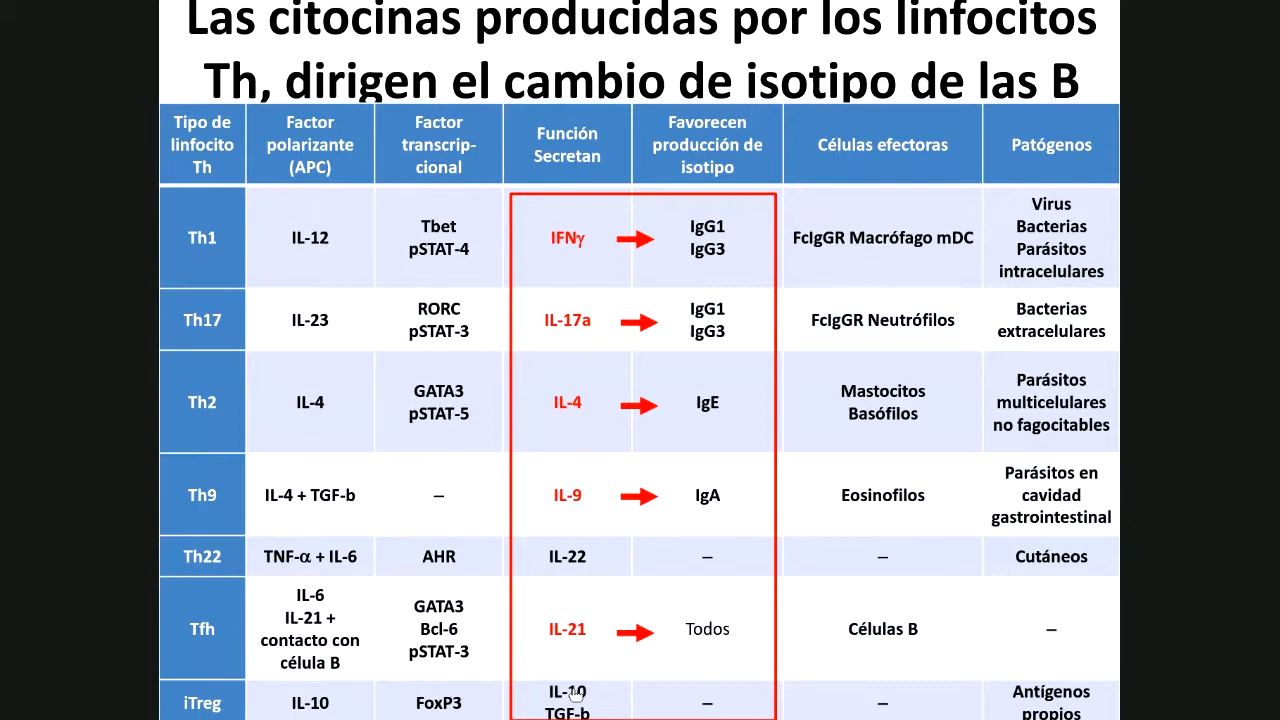 Las citocinas producidas por los linfocitos
Th, dirigen el cambio de isotipo de las B
Tipo de
linfocito
Th
Factor
polarizante
(APC)
Factor
transcrip-
cional
Función
Secretan
Favorecen
producción de
isotipo
Células efectoras
Patógenos
Th1
IL-12
Tbet
pSTAT-4
IFNγ
IgG1
IgG3
FcIgGR Macrófago mDC
Virus
Bacterias
Parásitos
intracelulares
Th17
IL-23
RORC
pSTAT-3
IL-17a
IgG1
IgG3
FcIgGR Neutrófilos
Bacterias
extracelulares
Th2
IL-4
GATA3
pSTAT-5
IL-4
IgE
Mastocitos
Basófilos
Parásitos
multicelulares
no fagocitables
Th9
IL-4 + TGF-b
–
IL-9
IgA
Eosinofilos
Parásitos en
cavidad
gastrointestinal
Th22
TNF-α + IL-6
AHR
IL-22
–
–
Cutáneos
Tfh
IL-6
IL-21 +
contacto con
célula B
GATA3
Bcl-6
pSTAT-3
IL-21
Todos
Células B
–
iTreg
IL-10
FoxP3
IL-10
TGF-b
–
–
Antígenos
propios